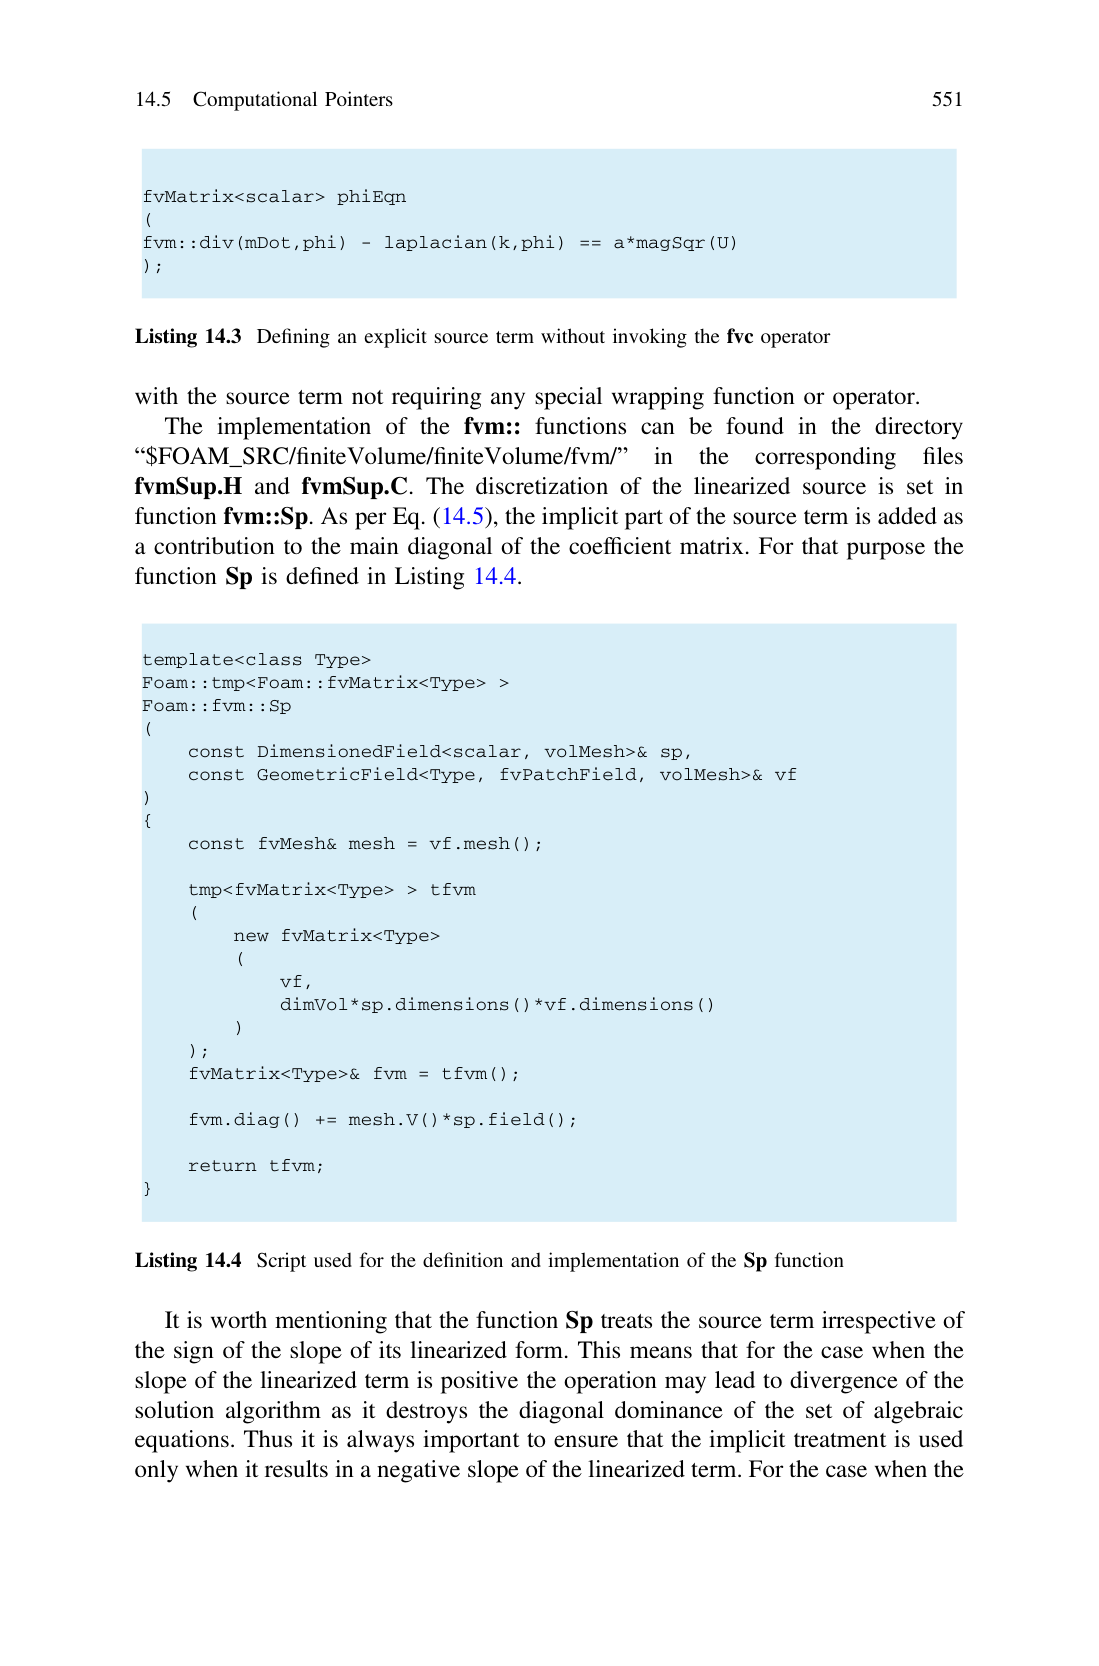 14.5 Computational Pointers 551
fvMatrix<scalar> phiEqn
(
fvm::div(mDot,phi) - laplacian(k,phi) == a*magSqr(U)
);
Listing 14.3 Defining an explicit source term without invoking the fvc operator
with the source term not requiring any special wrapping function or operator.
The implementation of the fvm:: functions can be found in the directory
“$FOAM_SRC/finiteVolume/finiteVolume/fvm/” in the corresponding files
fvmSup.H and fvmSup.C. The discretization of the linearized source is set in
function fvm::Sp. As per Eq. (14.5), the implicit part of the source term is added as
a contribution to the main diagonal of the coefficient matrix. For that purpose the
function Sp is defined in Listing 14.4.
template<class Type>
Foam::tmp<Foam::fvMatrix<Type> >
Foam::fvm::Sp
(
    const DimensionedField<scalar, volMesh>& sp,
    const GeometricField<Type, fvPatchField, volMesh>& vf
)
{
    const fvMesh& mesh = vf.mesh();
    tmp<fvMatrix<Type> > tfvm
    (
        new fvMatrix<Type>
        (
            vf,
            dimVol*sp.dimensions()*vf.dimensions()
        )
    );
    fvMatrix<Type>& fvm = tfvm();
    fvm.diag() += mesh.V()*sp.field();
    return tfvm;
}
Listing 14.4 Script used for the definition and implementation of the Sp function
It is worth mentioning that the function Sp treats the source term irrespective of
the sign of the slope of its linearized form. This means that for the case when the
slope of the linearized term is positive the operation may lead to divergence of the
solution algorithm as it destroys the diagonal dominance of the set of algebraic
equations. Thus it is always important to ensure that the implicit treatment is used
only when it results in a negative slope of the linearized term. For the case when the